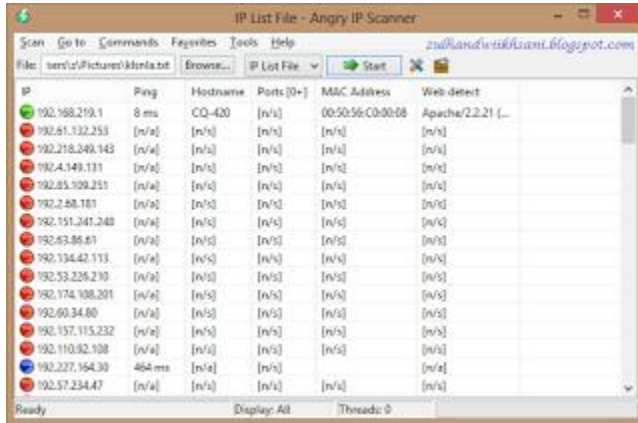 IP List File - Angry IP Scanner
Scan Go to Commands Favorites Tools Help
zudhandwiikhsani.blogspot.com
File: sers\z\Pictures\ Browse... IP List File Start
IP Ping Hostname Ports [0+] MAC Address Web detect
192.168.219.1 8 ms CQ-420 [n/s] 00:50:56:C0:00:08 Apache/2.2.21 (...
192.61.132.253 [n/a] [n/s] [n/s] [n/s] [n/s]
192.218.249.143 [n/a] [n/s] [n/s] [n/s] [n/s]
192.4.149.131 [n/a] [n/s] [n/s] [n/s] [n/s]
192.85.109.251 [n/a] [n/s] [n/s] [n/s] [n/s]
192.2.68.181 [n/a] [n/s] [n/s] [n/s] [n/s]
192.151.241.248 [n/a] [n/s] [n/s] [n/s] [n/s]
192.63.86.61 [n/a] [n/s] [n/s] [n/s] [n/s]
192.134.42.113 [n/a] [n/s] [n/s] [n/s] [n/s]
192.53.226.210 [n/a] [n/s] [n/s] [n/s] [n/s]
192.174.108.201 [n/a] [n/s] [n/s] [n/s] [n/s]
192.60.34.80 [n/a] [n/s] [n/s] [n/s] [n/s]
192.157.115.232 [n/a] [n/s] [n/s] [n/s] [n/s]
192.110.92.108 [n/a] [n/s] [n/s] [n/s] [n/s]
192.227.164.30 464 ms [n/a] [n/s] [n/a]
192.57.234.47 [n/a] [n/s] [n/s] [n/s] [n/s]
Ready Display: All Threads: 0